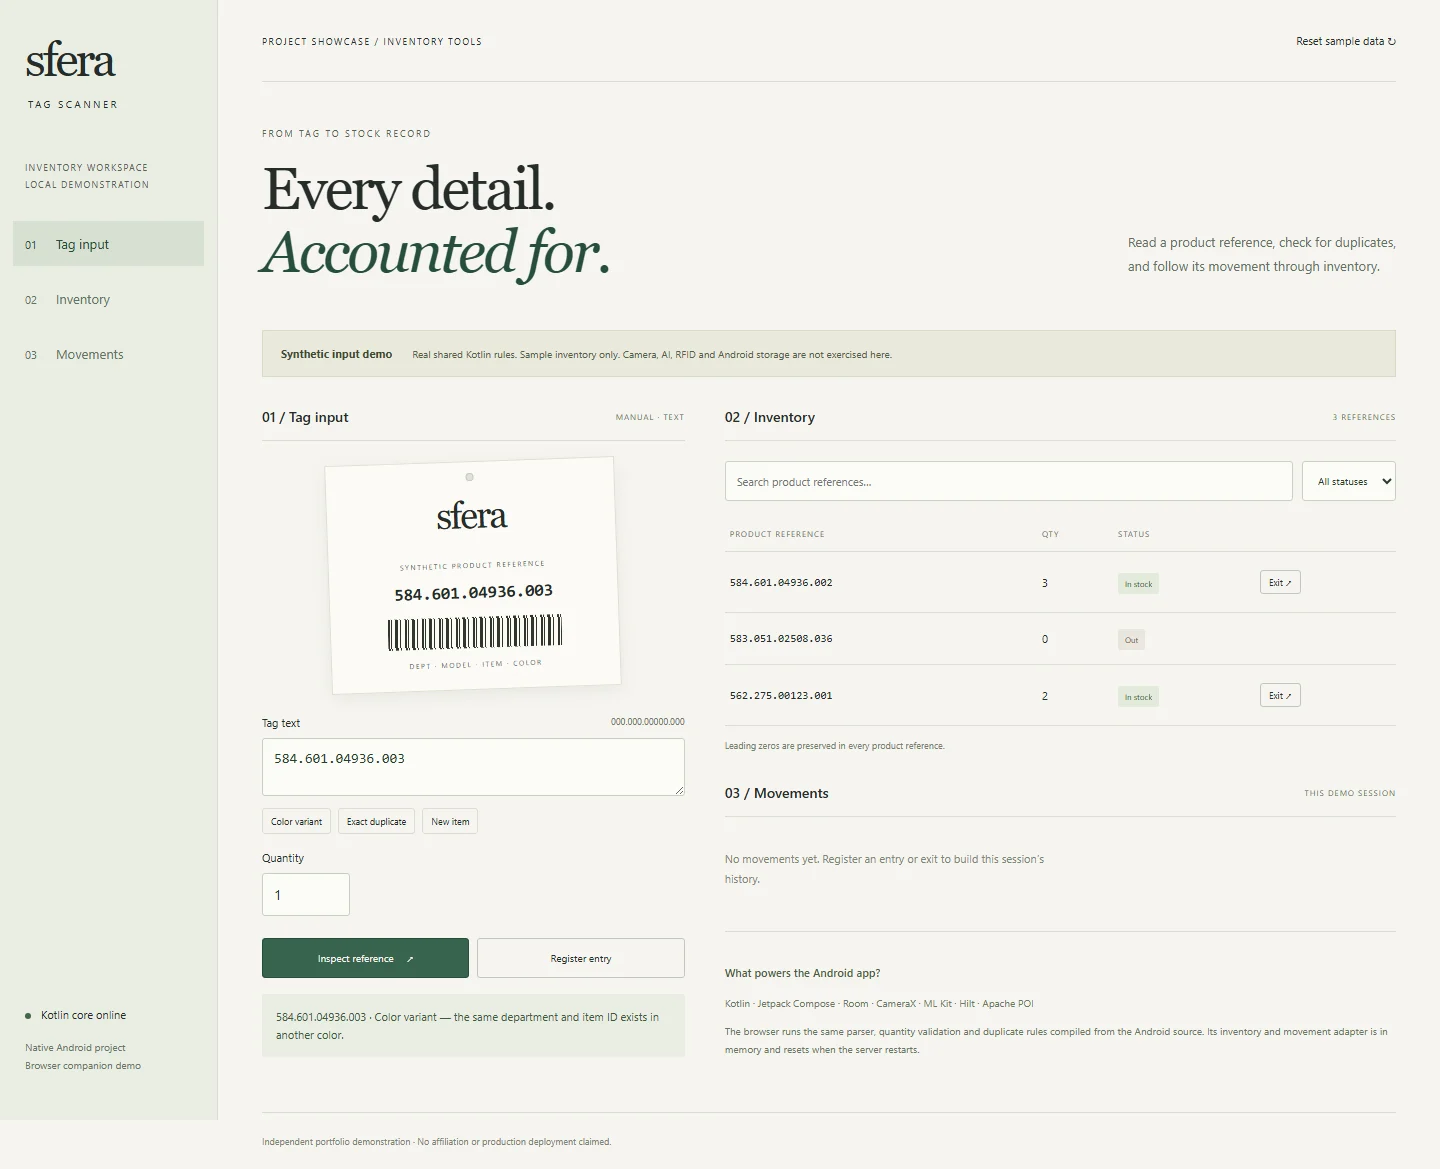 sfera
TAG SCANNER
INVENTORY WORKSPACE
LOCAL DEMONSTRATION
01 Tag input
02 Inventory
03 Movements
Kotlin core online
Native Android project
Browser companion demo
PROJECT SHOWCASE / INVENTORY TOOLS
Reset sample data ↻
FROM TAG TO STOCK RECORD
Every detail.
Accounted for.
Read a product reference, check for duplicates,
and follow its movement through inventory.
Synthetic input demo Real shared Kotlin rules. Sample inventory only. Camera, AI, RFID and Android storage are not exercised here.
01 / Tag input
MANUAL · TEXT
sfera
SYNTHETIC PRODUCT REFERENCE
584.601.04936.003
DEPT · MODEL · ITEM · COLOR
Tag text
000.000.00000.000
584.601.04936.003
Color variant
Exact duplicate
New item
Quantity
1
Inspect reference ↗
Register entry
584.601.04936.003 · Color variant — the same department and item ID exists in
another color.
02 / Inventory
3 REFERENCES
Search product references...
All statuses
PRODUCT REFERENCE QTY STATUS
584.601.04936.002 3 In stock Exit ↗
583.051.02508.036 0 Out
562.275.00123.001 2 In stock Exit ↗
Leading zeros are preserved in every product reference.
03 / Movements
THIS DEMO SESSION
No movements yet. Register an entry or exit to build this session's
history.
What powers the Android app?
Kotlin · Jetpack Compose · Room · CameraX · ML Kit · Hilt · Apache POI
The browser runs the same parser, quantity validation and duplicate rules compiled from the Android source. Its inventory and movement adapter is in
memory and resets when the server restarts.
Independent portfolio demonstration · No affiliation or production deployment claimed.